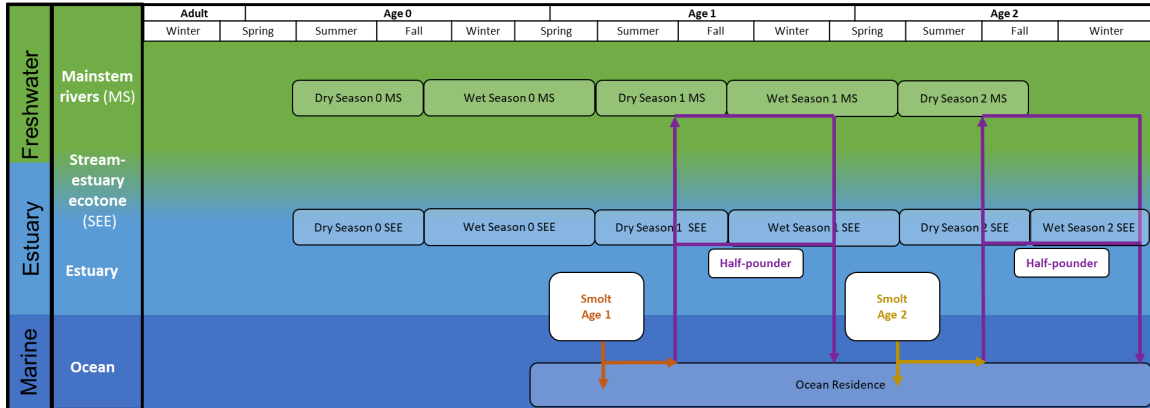 Adult Age 0 Age 1 Age 2
Winter Spring Summer Fall Winter Spring Summer Fall Winter Spring Summer Fall Winter
Freshwater
Mainstem
rivers (MS)
Dry Season 0 MS Wet Season 0 MS Dry Season 1 MS Wet Season 1 MS Dry Season 2 MS
Estuary
Stream-
estuary
ecotone
(SEE)
Dry Season 0 SEE Wet Season 0 SEE Dry Season 1 SEE Wet Season 1 SEE Dry Season 2 SEE Wet Season 2 SEE
Half-pounder Half-pounder
Estuary
Smolt
Age 1
Smolt
Age 2
Marine
Ocean
Ocean Residence